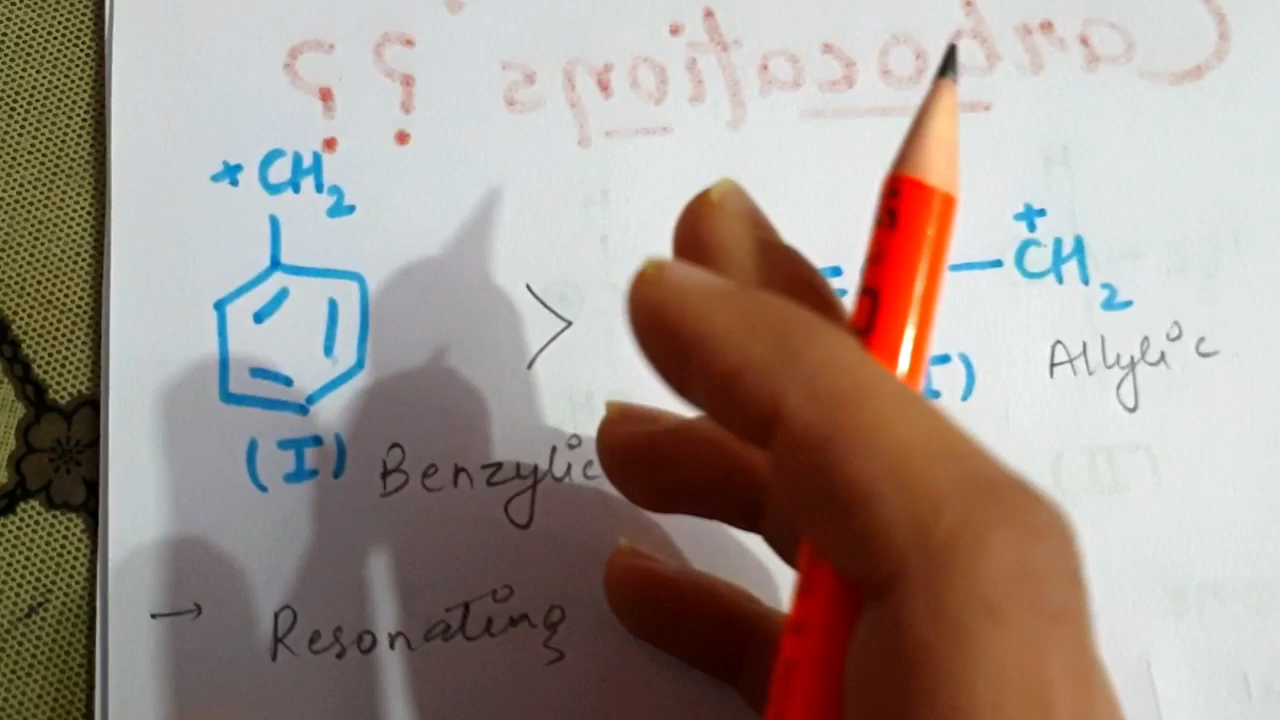 Carbocations ??
+CH2
>
= — +CH2
Allylic
(I)
Benzylic
→ Resonating